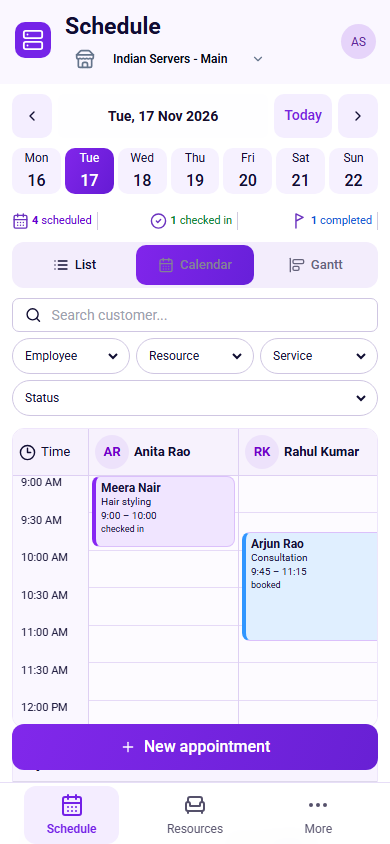 Schedule
Indian Servers - Main
AS
Tue, 17 Nov 2026
Today
Mon Tue Wed Thu Fri Sat Sun
16 17 18 19 20 21 22
4 scheduled 1 checked in 1 completed
List Calendar Gantt
Search customer...
Employee Resource Service
Status
Time AR Anita Rao RK Rahul Kumar
9:00 AM
Meera Nair
Hair styling
9:00 – 10:00
checked in
9:30 AM
Arjun Rao
Consultation
9:45 – 11:15
booked
10:00 AM
10:30 AM
11:00 AM
11:30 AM
12:00 PM
+ New appointment
Schedule Resources More